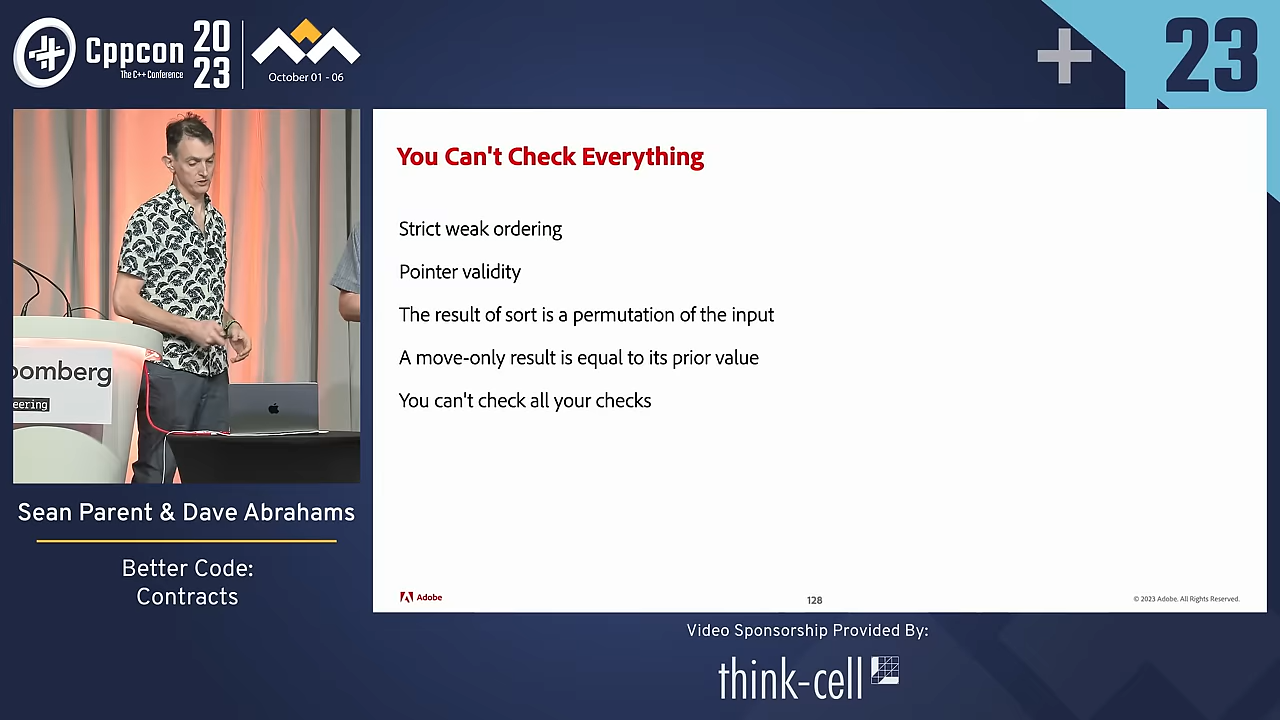 Cppcon
The C++ Conference
20
23
October 01 - 06
23
You Can't Check Everything
Strict weak ordering
Pointer validity
The result of sort is a permutation of the input
A move-only result is equal to its prior value
You can't check all your checks
Adobe
128
© 2023 Adobe. All Rights Reserved.
oomberg
eering
Sean Parent & Dave Abrahams
Better Code:
Contracts
Video Sponsorship Provided By:
think-cell